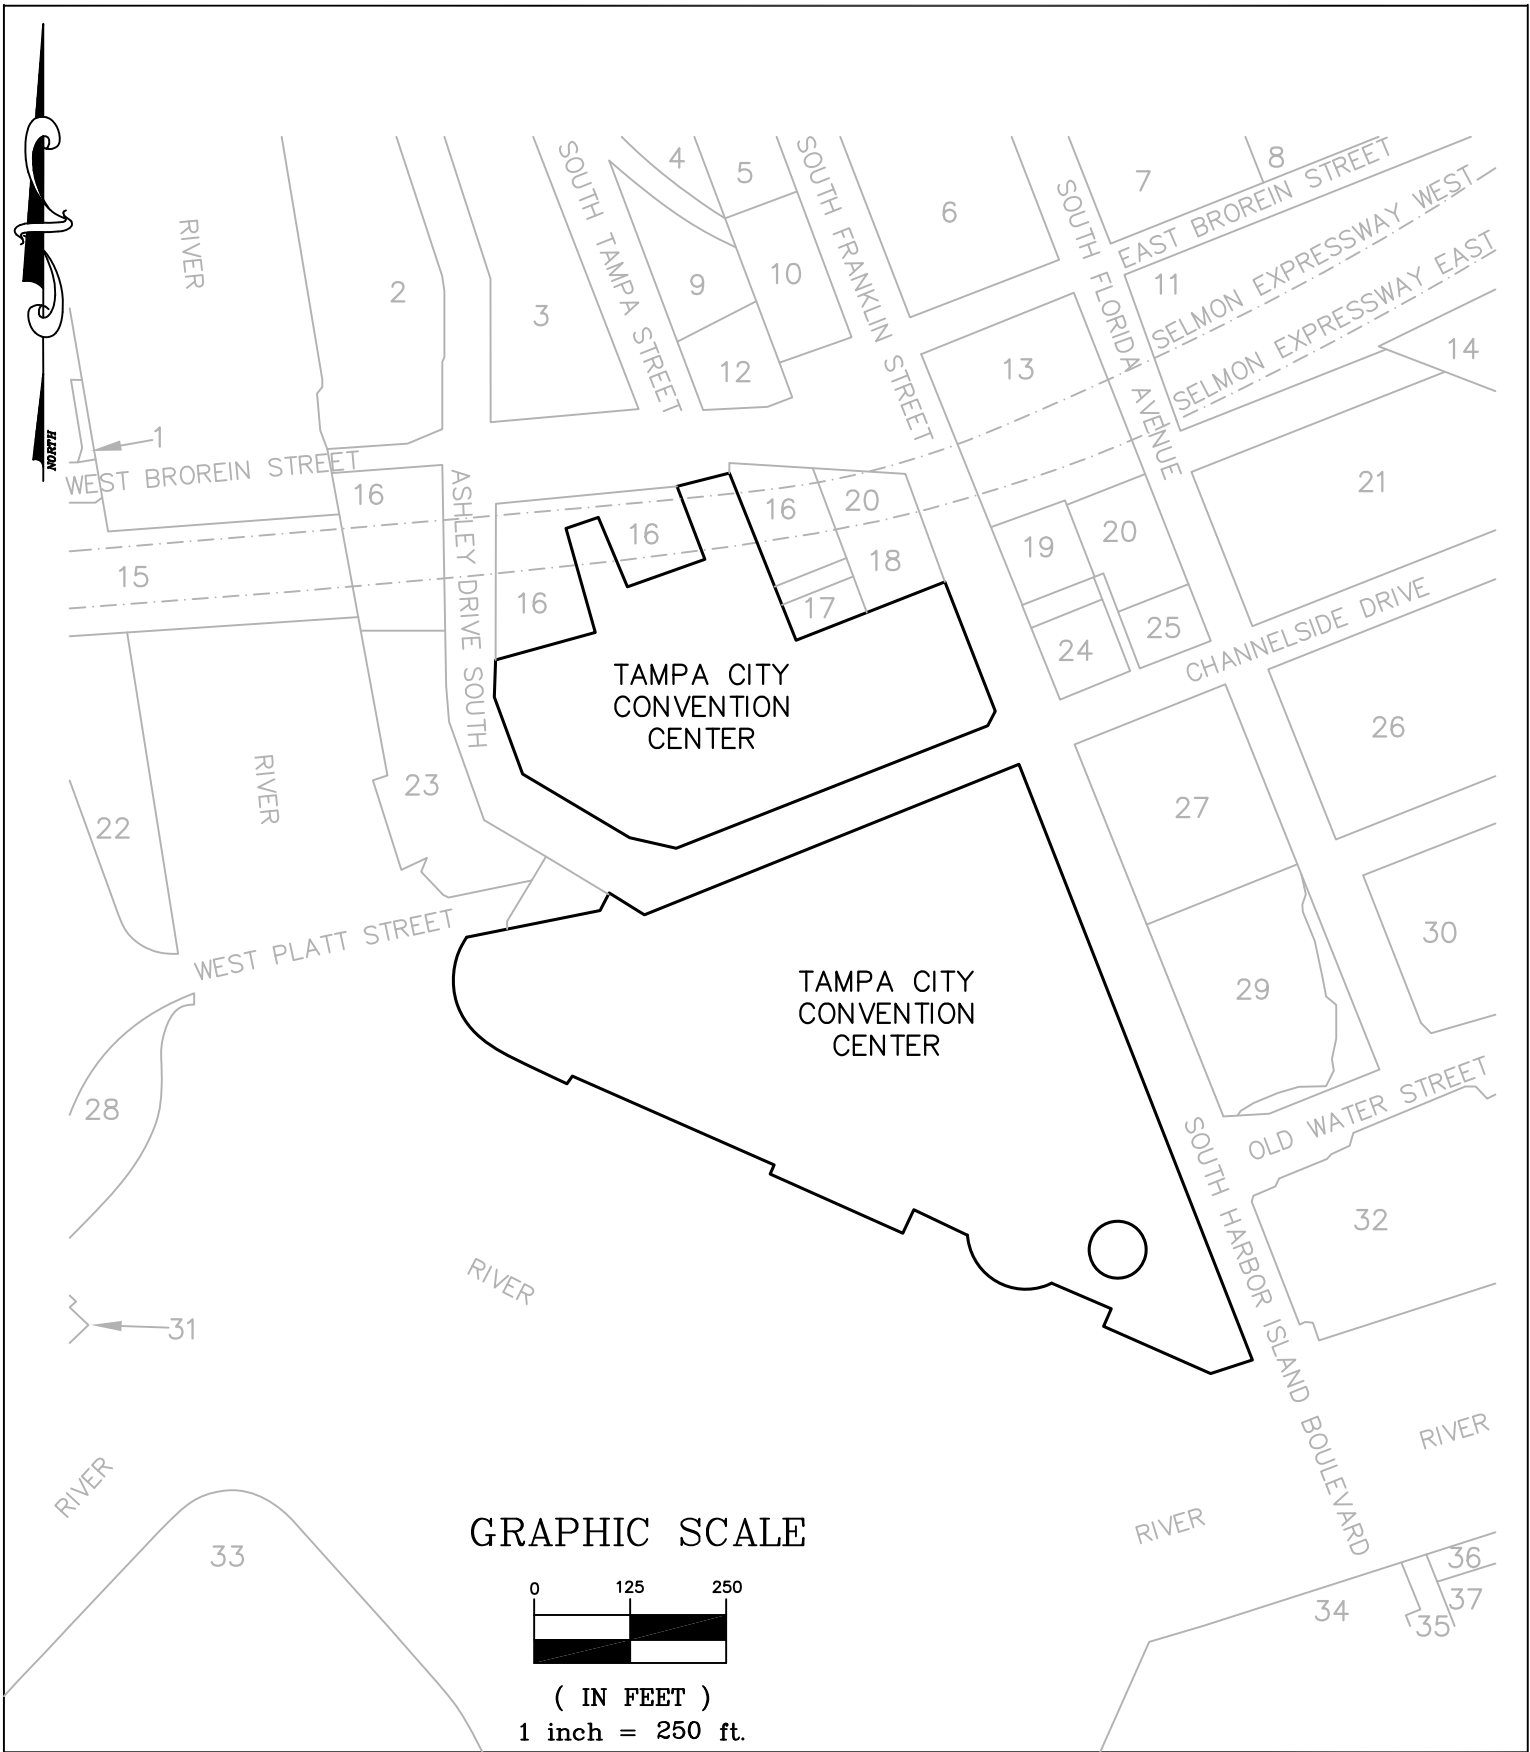 4
5
8
7
SOUTH TAMPA STREET
SOUTH FRANKLIN STREET
6
SOUTH FLORIDA AVENUE
EAST BROREIN STREET
SELMON EXPRESSWAY WEST
SELMON EXPRESSWAY EAST
RIVER
2
3
9
10
11
12
13
14
1
NORTH
WEST BROREIN STREET
16
ASHLEY DRIVE SOUTH
16
16
20
21
15
16
17
18
19
20
24
25
CHANNELSIDE DRIVE
TAMPA CITY
CONVENTION
CENTER
RIVER
23
22
26
27
WEST PLATT STREET
TAMPA CITY
CONVENTION
CENTER
29
30
28
OLD WATER STREET
SOUTH HARBOR ISLAND BOULEVARD
32
RIVER
31
RIVER
RIVER
RIVER
33
34
35
36
37
GRAPHIC SCALE
0 125 250
( IN FEET )
1 inch = 250 ft.